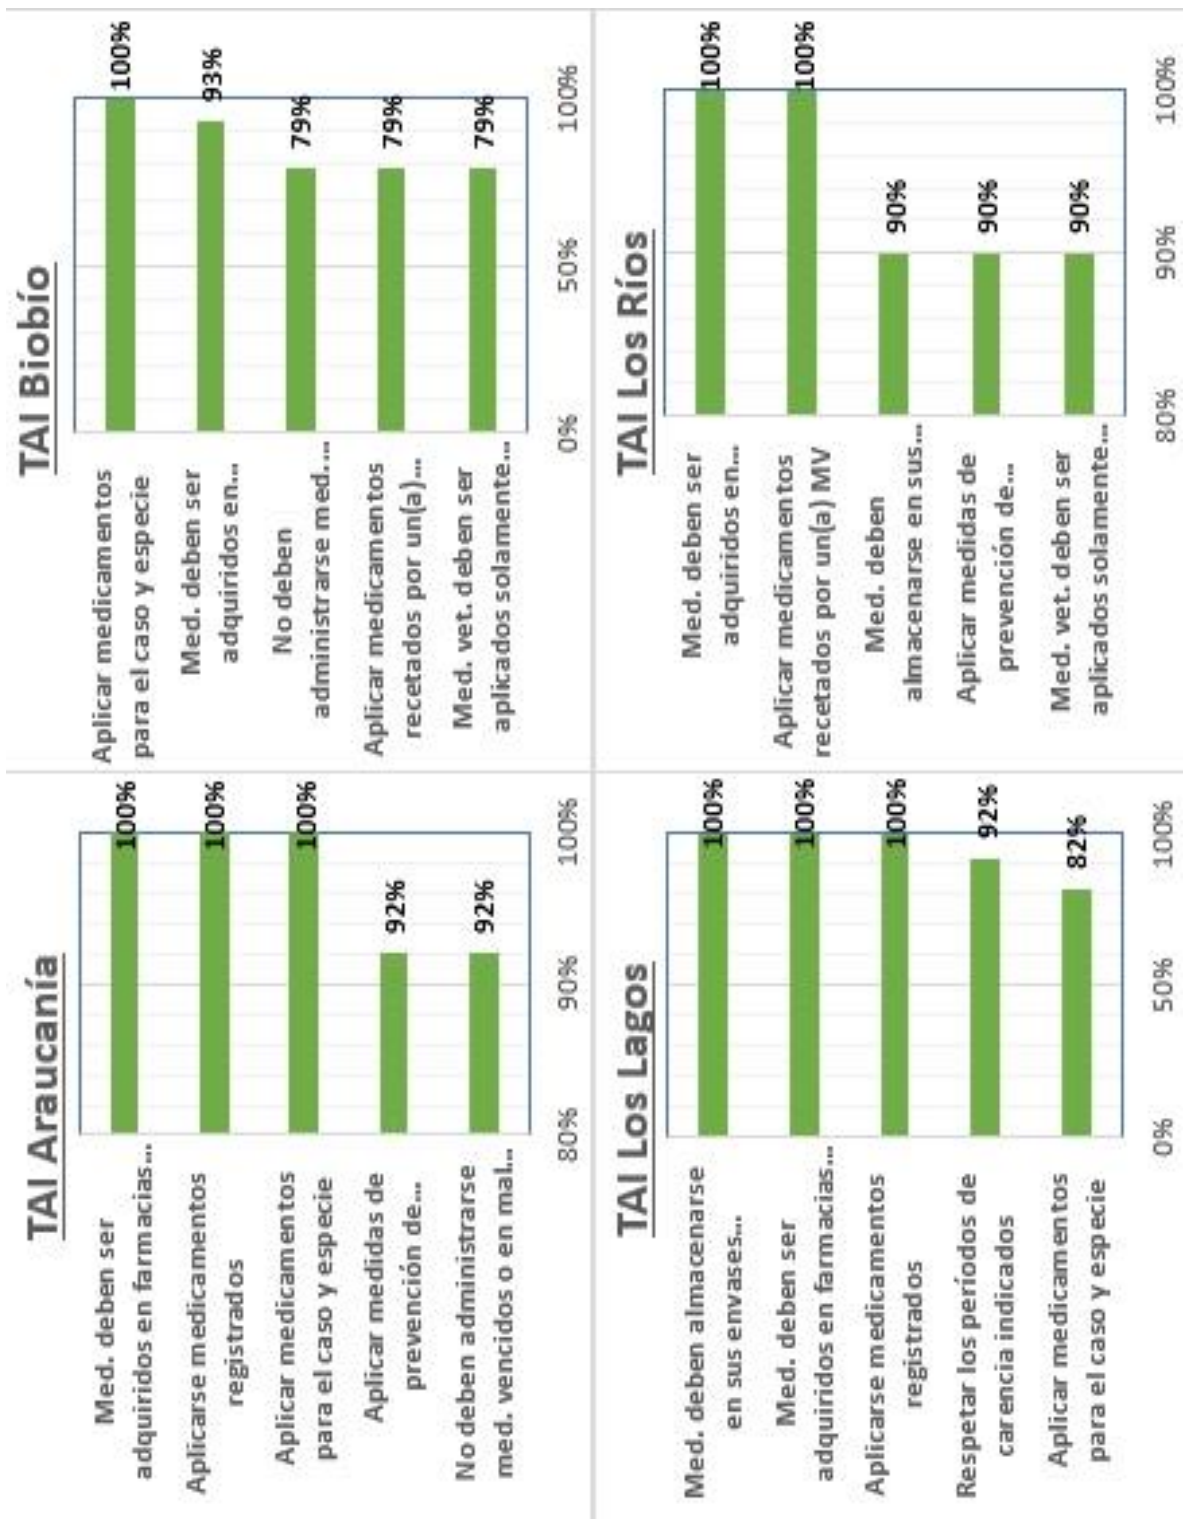 TAI Araucanía
Med. deben ser
adquiridos en farmacias...
100%
Aplicarse medicamentos
registrados
100%
Aplicar medicamentos
para el caso y especie
100%
Aplicar medidas de
prevención de...
92%
No deben administrarse
med. vencidos o en mal...
92%
80%
90%
100%
TAI Biobío
Aplicar medicamentos
para el caso y especie
100%
Med. deben ser
adquiridos en...
93%
No deben
administrarse med....
79%
Aplicar medicamentos
recetados por un(a)...
79%
Med. vet. deben ser
aplicados solamente...
79%
0%
50%
100%
TAI Los Lagos
Med. deben almacenarse
en sus envases...
100%
Med. deben ser
adquiridos en farmacias...
100%
Aplicarse medicamentos
registrados
100%
Respetar los períodos de
carencia indicados
92%
Aplicar medicamentos
para el caso y especie
82%
0%
50%
100%
TAI Los Ríos
Med. deben ser
adquiridos en...
100%
Aplicar medicamentos
recetados por un(a) MV
100%
Med. deben
almacenarse en sus...
90%
Aplicar medidas de
prevención de...
90%
Med. vet. deben ser
aplicados solamente...
90%
80%
90%
100%